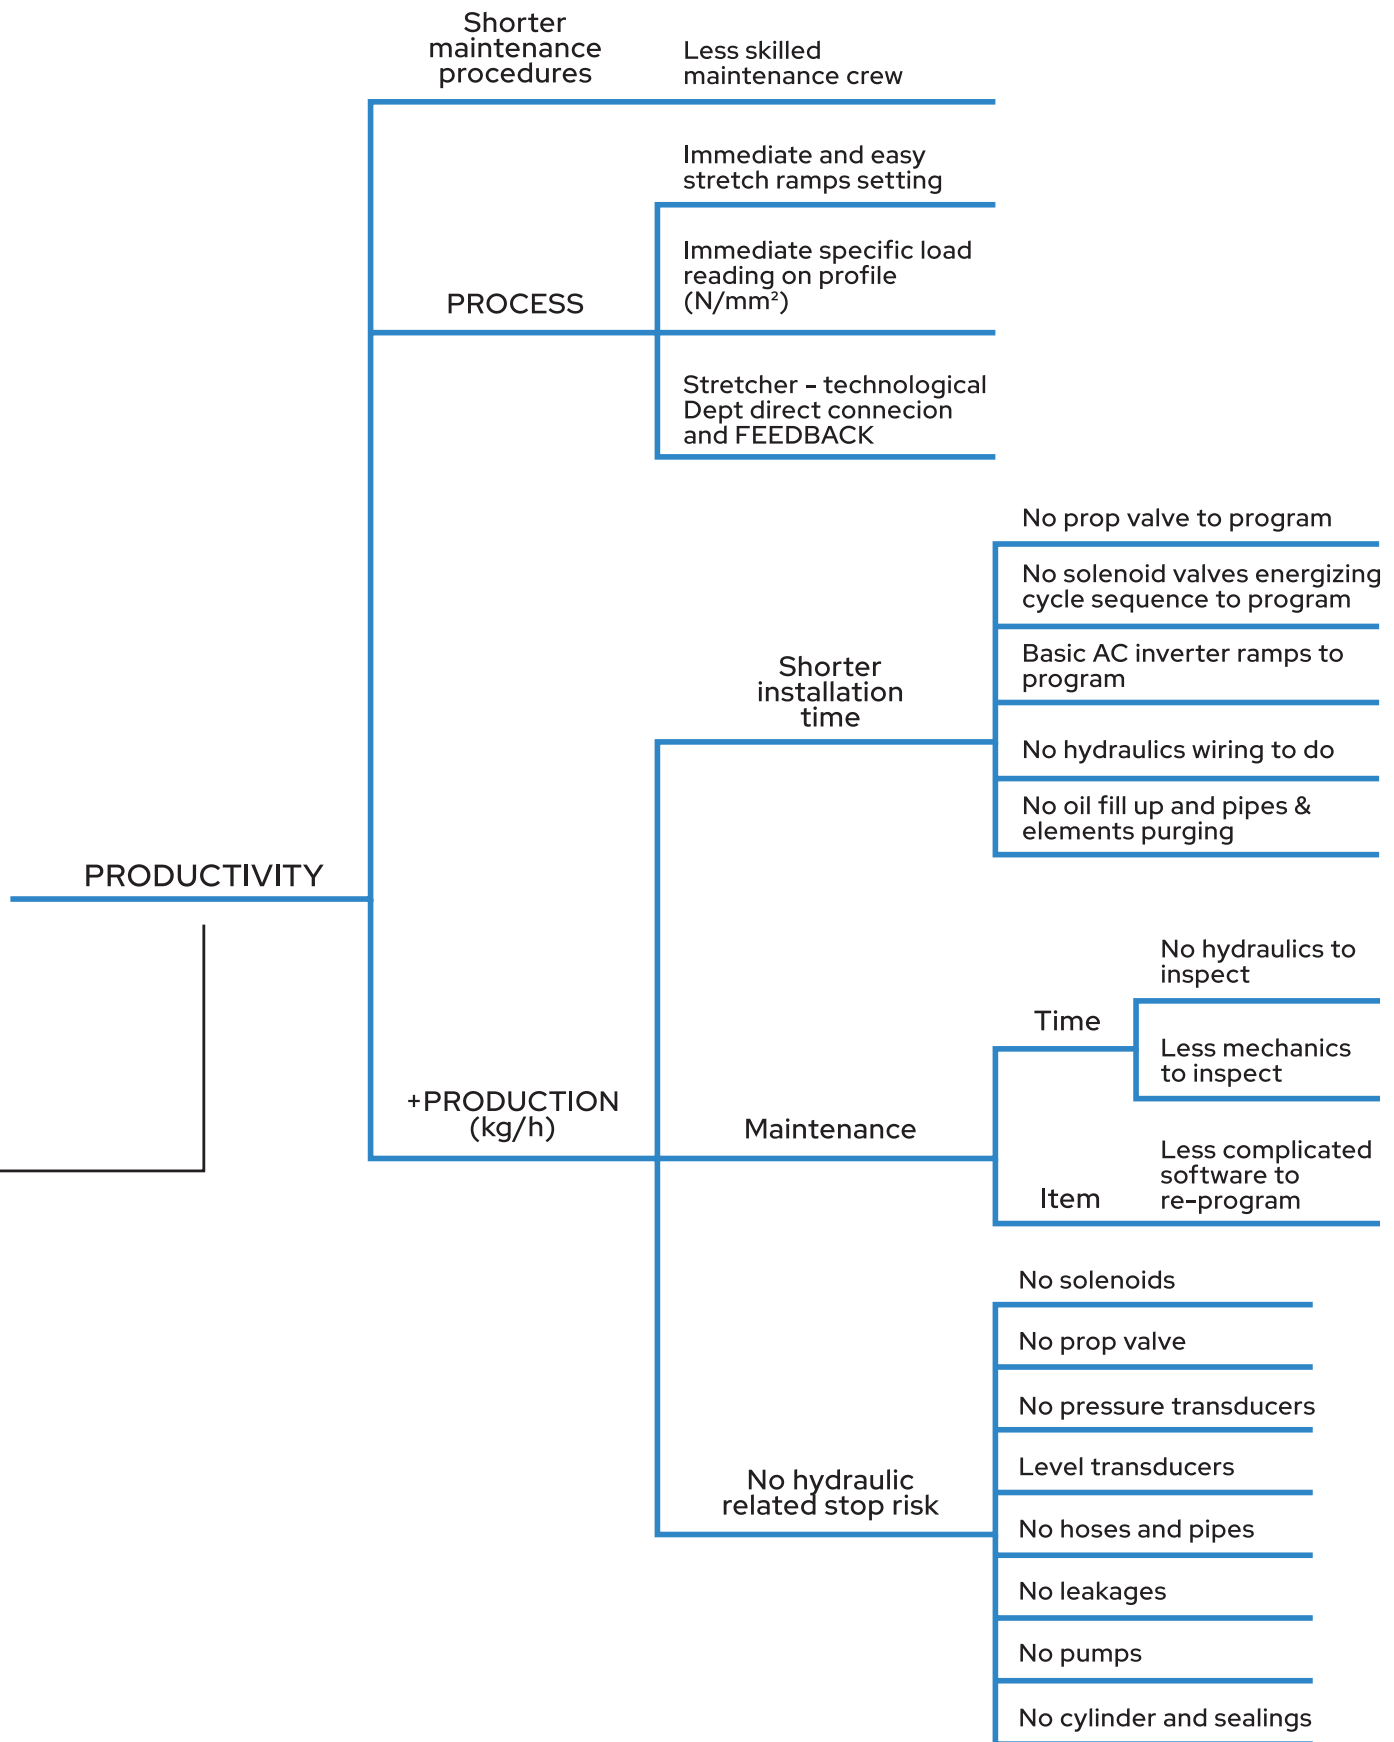 Shorter
maintenance
procedures
Less skilled
maintenance crew
Immediate and easy
stretch ramps setting
PROCESS
Immediate specific load
reading on profile
(N/mm²)
Stretcher - technological
Dept direct connecion
and FEEDBACK
No prop valve to program
No solenoid valves energizing
cycle sequence to program
Shorter
installation
time
Basic AC inverter ramps to
program
No hydraulics wiring to do
No oil fill up and pipes &
elements purging
PRODUCTIVITY
+PRODUCTION
(kg/h)
Maintenance
Time
No hydraulics to
inspect
Less mechanics
to inspect
Item
Less complicated
software to
re-program
No hydraulic
related stop risk
No solenoids
No prop valve
No pressure transducers
Level transducers
No hoses and pipes
No leakages
No pumps
No cylinder and sealings